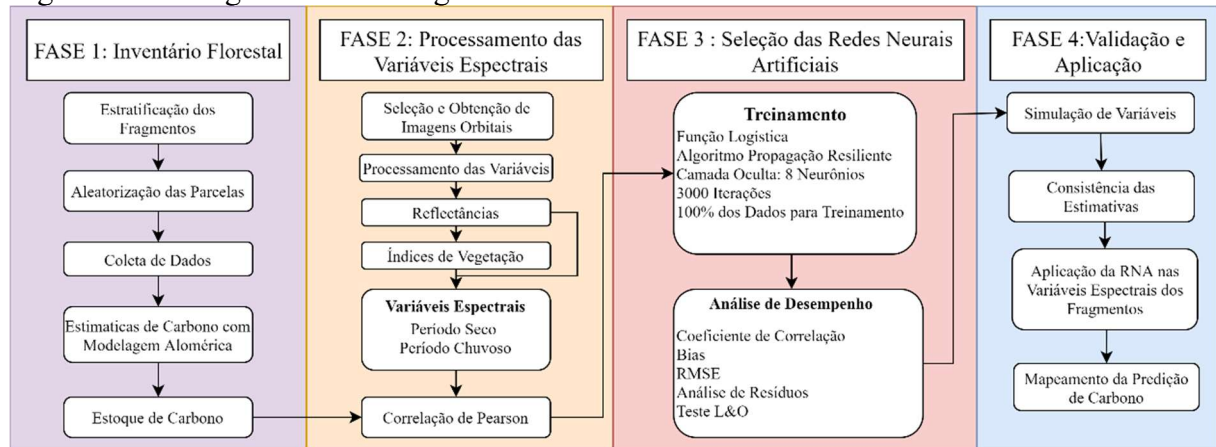 FASE 1: Inventário Florestal
Estratificação dos
Fragmentos
Aleatorização das Parcelas
Coleta de Dados
Estimaticas de Carbono com
Modelagem Alomérica
Estoque de Carbono
FASE 2: Processamento das
Variáveis Espectrais
Seleção e Obtenção de
Imagens Orbitais
Processamento das Variáveis
Reflectâncias
Índices de Vegetação
Variáveis Espectrais
Período Seco
Período Chuvoso
Correlação de Pearson
FASE 3 : Seleção das Redes Neurais
Artificiais
Treinamento
Função Logistica
Algoritmo Propagação Resiliente
Camada Oculta: 8 Neurônios
3000 Iterações
100% dos Dados para Treinamento
Análise de Desempenho
Coeficiente de Correlação
Bias
RMSE
Análise de Resíduos
Teste L&O
FASE 4:Validação e
Aplicação
Simulação de Variáveis
Consistência das
Estimativas
Aplicação da RNA nas
Variáveis Espectrais dos
Fragmentos
Mapeamento da Predição
de Carbono